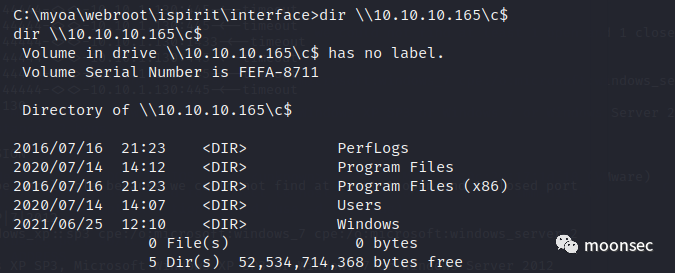 C:\myoa\webroot\ispirit\interface>dir \\10.10.10.165\c$
dir \\10.10.10.165\c$
 Volume in drive \\10.10.10.165\c$ has no label.
 Volume Serial Number is FEFA-8711
 Directory of \\10.10.10.165\c$
2016/07/16  21:23    <DIR>          PerfLogs
2020/07/14  14:12    <DIR>          Program Files
2016/07/16  21:23    <DIR>          Program Files (x86)
2020/07/14  14:07    <DIR>          Users
2021/06/25  12:10    <DIR>          Windows
               0 File(s)              0 bytes
               5 Dir(s)  52,534,714,368 bytes free
moonsec